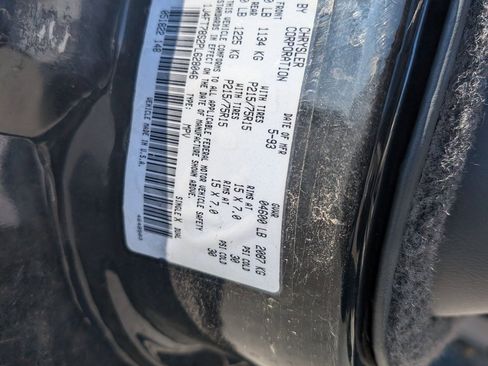 BY CHRYSLER DATE OF MFR GVWR
CORPORATION 5-93 04600 LB 2087 KG
FRONT WITH TIRES RIMS AT PSI COLD
LB 1134 KG P215/75R15 15 X 7.0 30
REAR WITH TIRES RIMS AT PSI COLD
LB 1225 KG P215/75R15 15 X 7.0 30
THIS VEHICLE CONFORMS TO ALL APPLICABLE FEDERAL MOTOR VEHICLE SAFETY
STANDARDS IN EFFECT ON THE DATE OF MANUFACTURE SHOWN ABOVE.
MPV SINGLE X DUAL
VEHICLE MADE IN U.S.A.